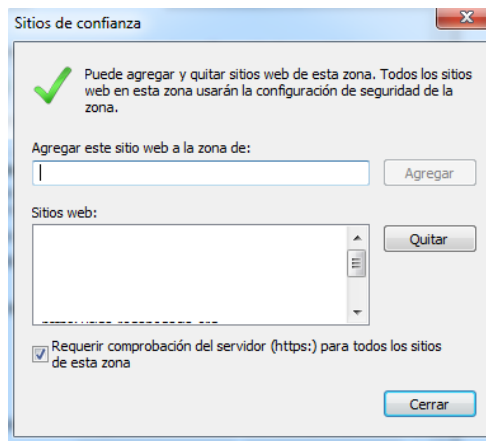 Sitios de confianza
Puede agregar y quitar sitios web de esta zona. Todos los sitios
web en esta zona usarán la configuración de seguridad de la
zona.
Agregar este sitio web a la zona de:
Agregar
Sitios web:
Quitar
Requerir comprobación del servidor (https:) para todos los sitios
de esta zona
Cerrar